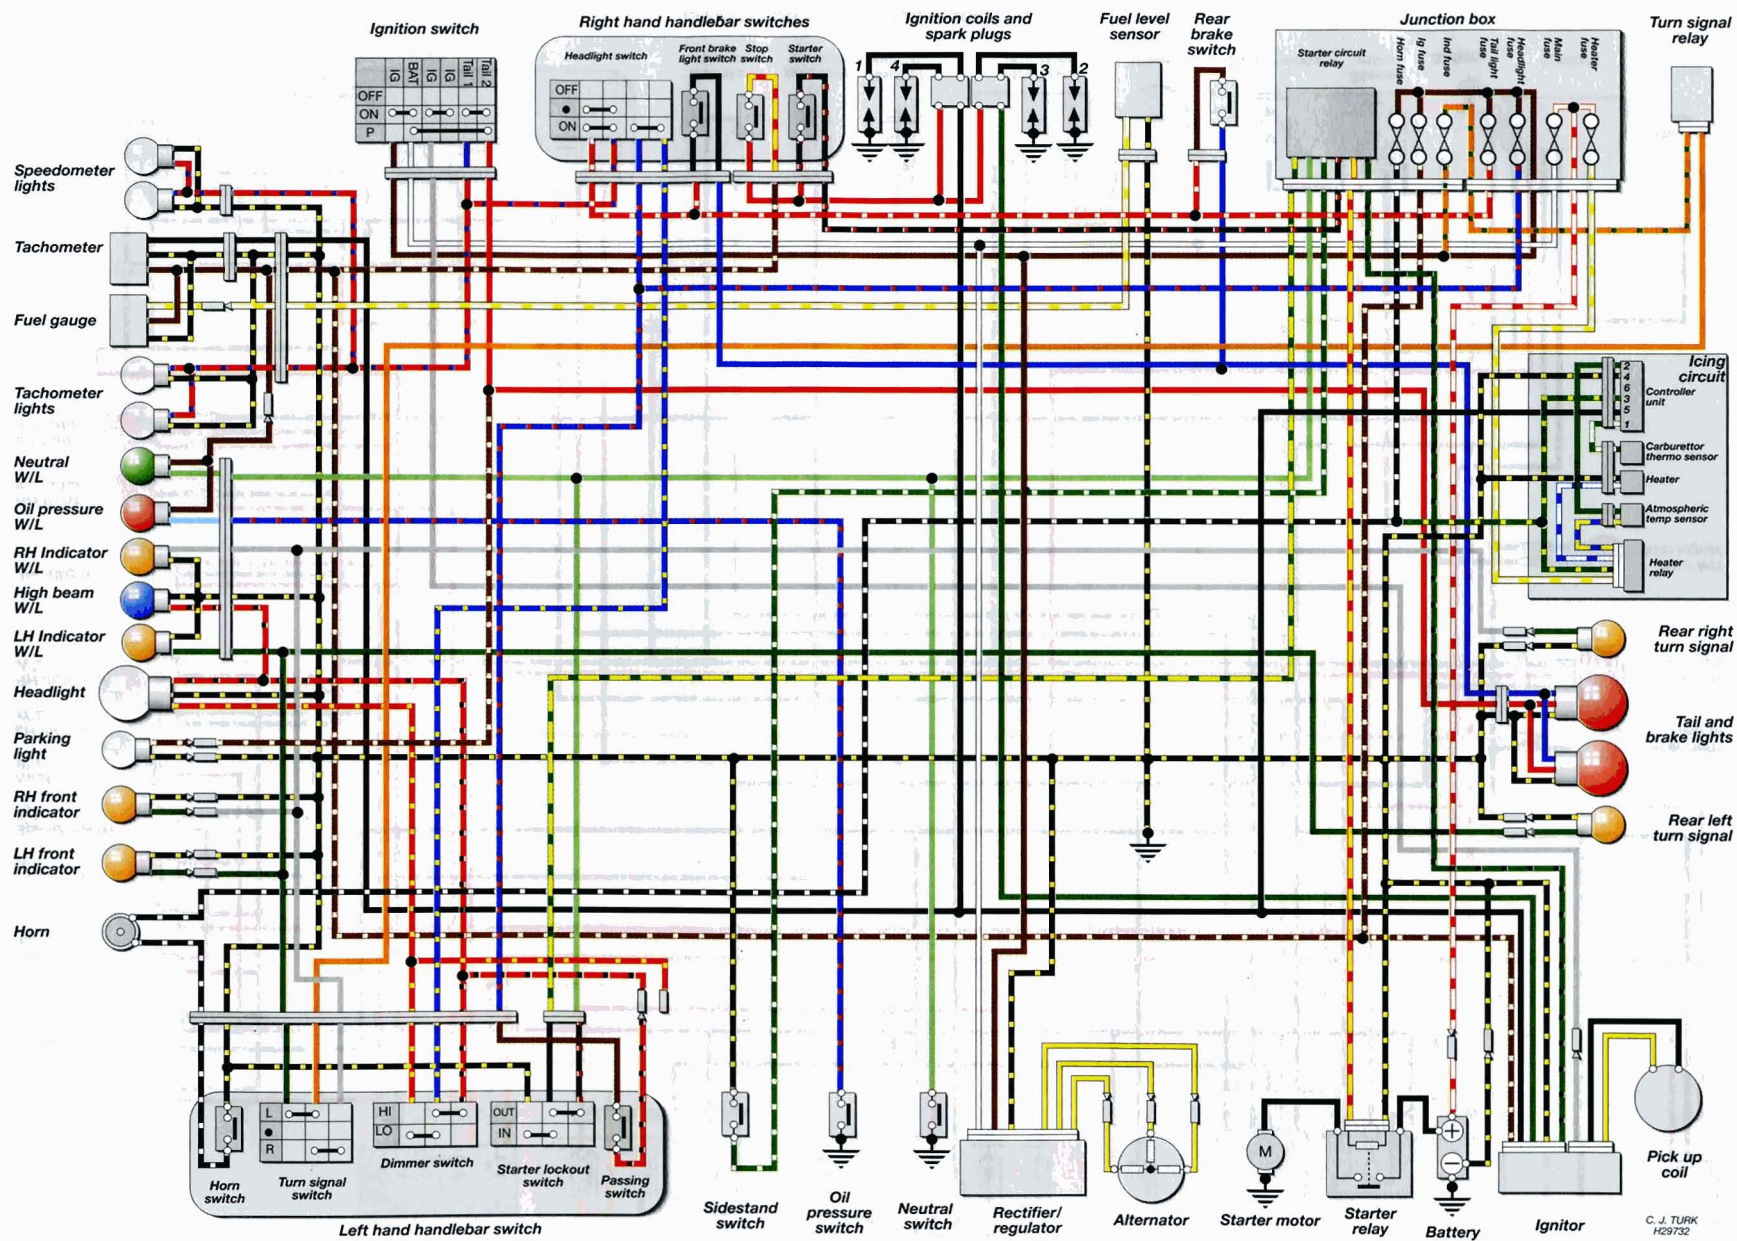 Ignition switch
Right hand handlebar switches
Ignition coils and
spark plugs
Fuel level
sensor
Rear
brake
switch
Junction box
Turn signal
relay
IG
BAT
IG
IG
Tail 1
Tail 2
OFF
ON
P
Headlight switch
OFF
ON
Front brake
light switch
Stop
switch
Starter
switch
1
4
3
2
Starter circuit
relay
Horn fuse
Ig fuse
Ind fuse
Tail light
fuse
Headlight
fuse
Main
fuse
Heater
fuse
Speedometer
lights
Tachometer
Fuel gauge
Tachometer
lights
Neutral
W/L
Oil pressure
W/L
RH Indicator
W/L
High beam
W/L
LH Indicator
W/L
Headlight
Parking
light
RH front
indicator
LH front
indicator
Horn
Icing
circuit
2
4
6
3
5
1
Controller
unit
Carburettor
thermo sensor
Heater
Atmospheric
temp sensor
Heater
relay
Rear right
turn signal
Tail and
brake lights
Rear left
turn signal
Horn
switch
L
R
Turn signal
switch
HI
LO
Dimmer switch
OUT
IN
Starter lockout
switch
Passing
switch
Left hand handlebar switch
Sidestand
switch
Oil
pressure
switch
Neutral
switch
Rectifier/
regulator
Alternator
M
Starter motor
Starter
relay
+
−
Battery
Ignitor
Pick up
coil
C. J. TURK
H29732